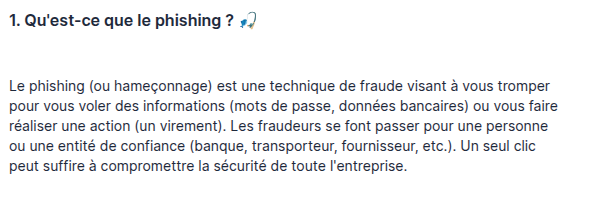 1. Qu'est-ce que le phishing ? 🎣
Le phishing (ou hameçonnage) est une technique de fraude visant à vous tromper
pour vous voler des informations (mots de passe, données bancaires) ou vous faire
réaliser une action (un virement). Les fraudeurs se font passer pour une personne
ou une entité de confiance (banque, transporteur, fournisseur, etc.). Un seul clic
peut suffire à compromettre la sécurité de toute l'entreprise.